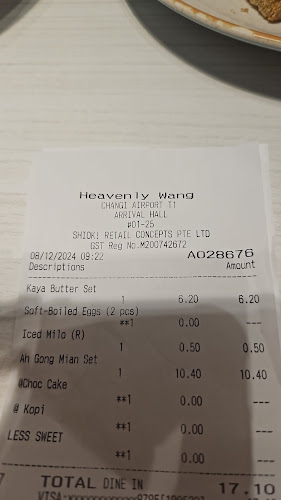 Heavenly Wang
CHANGI AIRPORT T1
ARRIVAL HALL
#01-25
SHIOK! RETAIL CONCEPTS PTE LTD
GST Reg No.M200742672
08/12/2024 09:22 A028676
Descriptions Amount
Kaya Butter Set
1 6.20 6.20
Soft-Boiled Eggs (2 pcs)
**1 0.00 ---
Iced Milo (R)
1 0.50 0.50
Ah Gong Mian Set
1 10.40 10.40
@Choc Cake
**1 0.00 ---
@ Kopi
**1 0.00 ---
LESS SWEET
**1 0.00 ---
TOTAL DINE IN 17.10